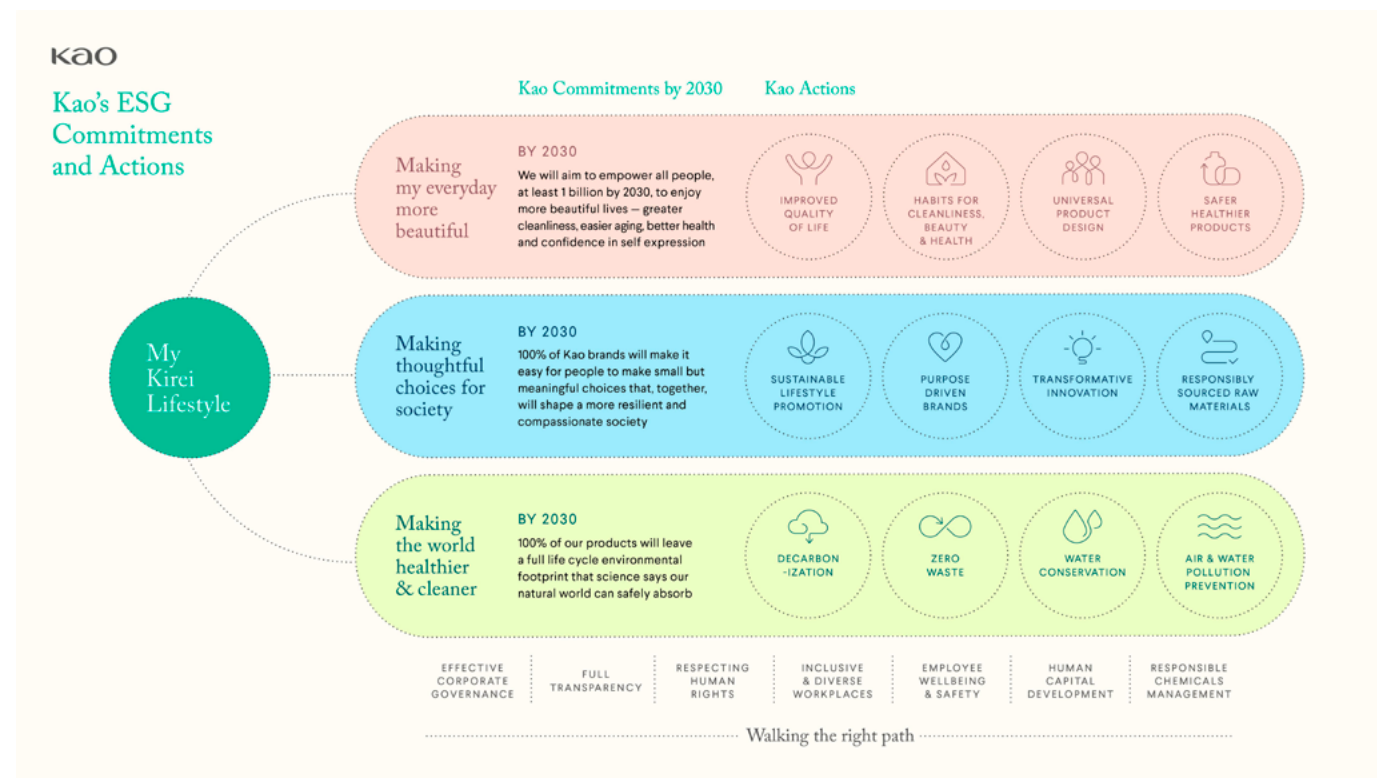 Kao
Kao's ESG
Commitments
and Actions
Kao Commitments by 2030
Kao Actions
My
Kirei
Lifestyle
Making
my everyday
more
beautiful
BY 2030
We will aim to empower all people,
at least 1 billion by 2030, to enjoy
more beautiful lives — greater
cleanliness, easier aging, better health
and confidence in self expression
IMPROVED
QUALITY
OF LIFE
HABITS FOR
CLEANLINESS,
BEAUTY
& HEALTH
UNIVERSAL
PRODUCT
DESIGN
SAFER
HEALTHIER
PRODUCTS
Making
thoughtful
choices for
society
BY 2030
100% of Kao brands will make it
easy for people to make small but
meaningful choices that, together,
will shape a more resilient and
compassionate society
SUSTAINABLE
LIFESTYLE
PROMOTION
PURPOSE
DRIVEN
BRANDS
TRANSFORMATIVE
INNOVATION
RESPONSIBLY
SOURCED RAW
MATERIALS
Making
the world
healthier
& cleaner
BY 2030
100% of our products will leave
a full life cycle environmental
footprint that science says our
natural world can safely absorb
DECARBON
-IZATION
ZERO
WASTE
WATER
CONSERVATION
AIR & WATER
POLLUTION
PREVENTION
EFFECTIVE
CORPORATE
GOVERNANCE
FULL
TRANSPARENCY
RESPECTING
HUMAN
RIGHTS
INCLUSIVE
& DIVERSE
WORKPLACES
EMPLOYEE
WELLBEING
& SAFETY
HUMAN
CAPITAL
DEVELOPMENT
RESPONSIBLE
CHEMICALS
MANAGEMENT
Walking the right path